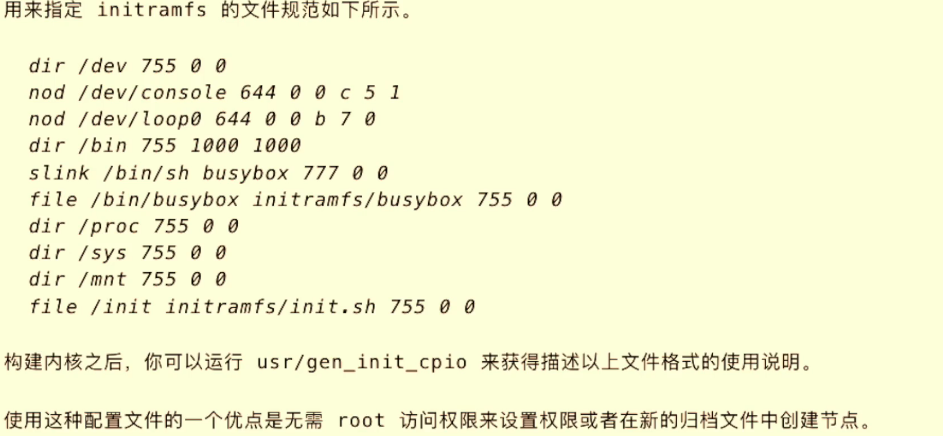 用来指定 initramfs 的文件规范如下所示。
dir /dev 755 0 0
nod /dev/console 644 0 0 c 5 1
nod /dev/loop0 644 0 0 b 7 0
dir /bin 755 1000 1000
slink /bin/sh busybox 777 0 0
file /bin/busybox initramfs/busybox 755 0 0
dir /proc 755 0 0
dir /sys 755 0 0
dir /mnt 755 0 0
file /init initramfs/init.sh 755 0 0
构建内核之后，你可以运行 usr/gen_init_cpio 来获得描述以上文件格式的使用说明。
使用这种配置文件的一个优点是无需 root 访问权限来设置权限或者在新的归档文件中创建节点。